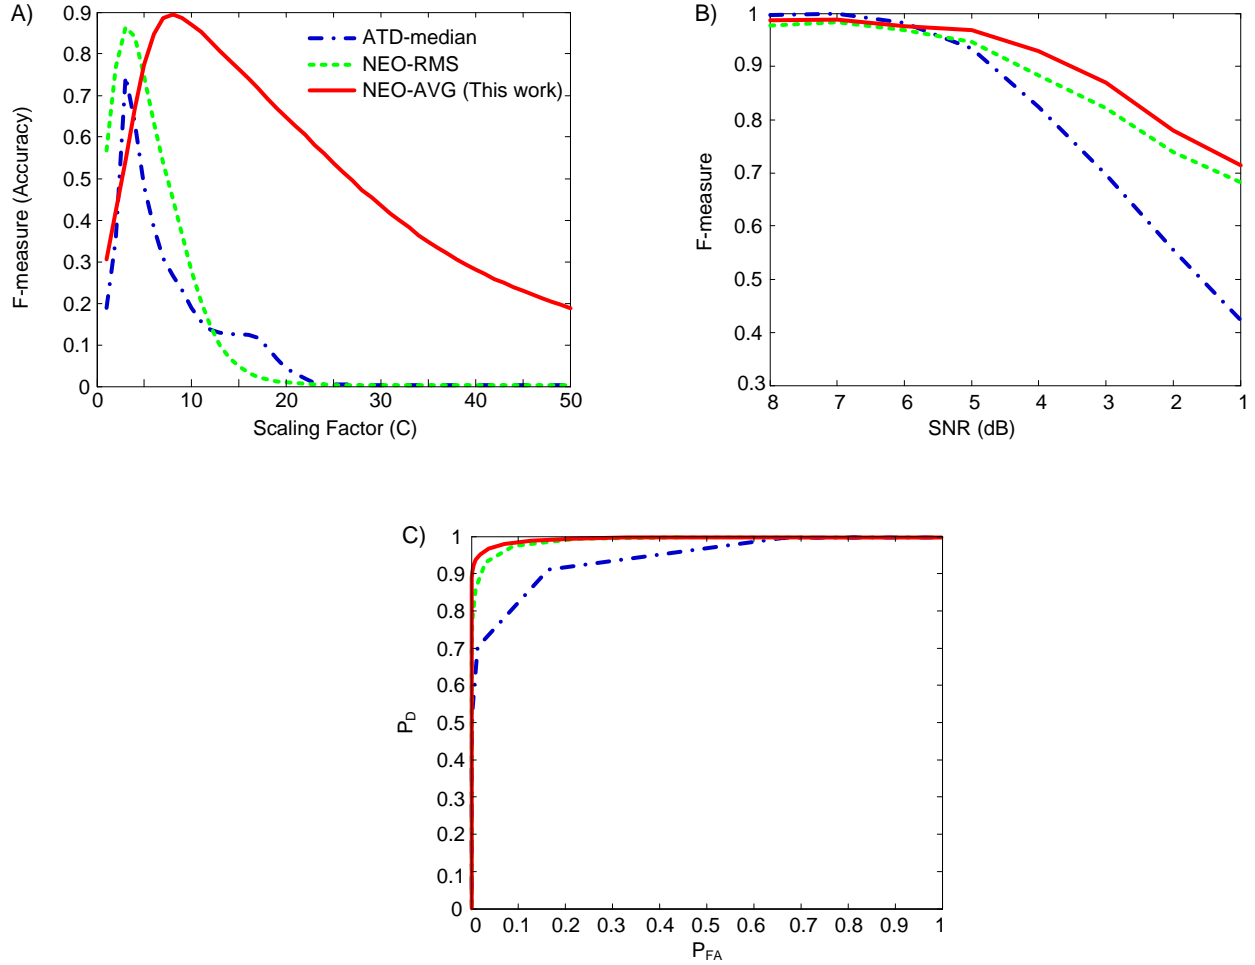 A)
F-measure (Accuracy)
0.9
0.8
0.7
0.6
0.5
0.4
0.3
0.2
0.1
0
0 10 20 30 40 50
Scaling Factor (C)
ATD-median
NEO-RMS
NEO-AVG (This work)
B)
F-measure
1
0.9
0.8
0.7
0.6
0.5
0.4
0.3
8 7 6 5 4 3 2 1
SNR (dB)
C)
P_D
1
0.9
0.8
0.7
0.6
0.5
0.4
0.3
0.2
0.1
0
0 0.1 0.2 0.3 0.4 0.5 0.6 0.7 0.8 0.9 1
P_FA